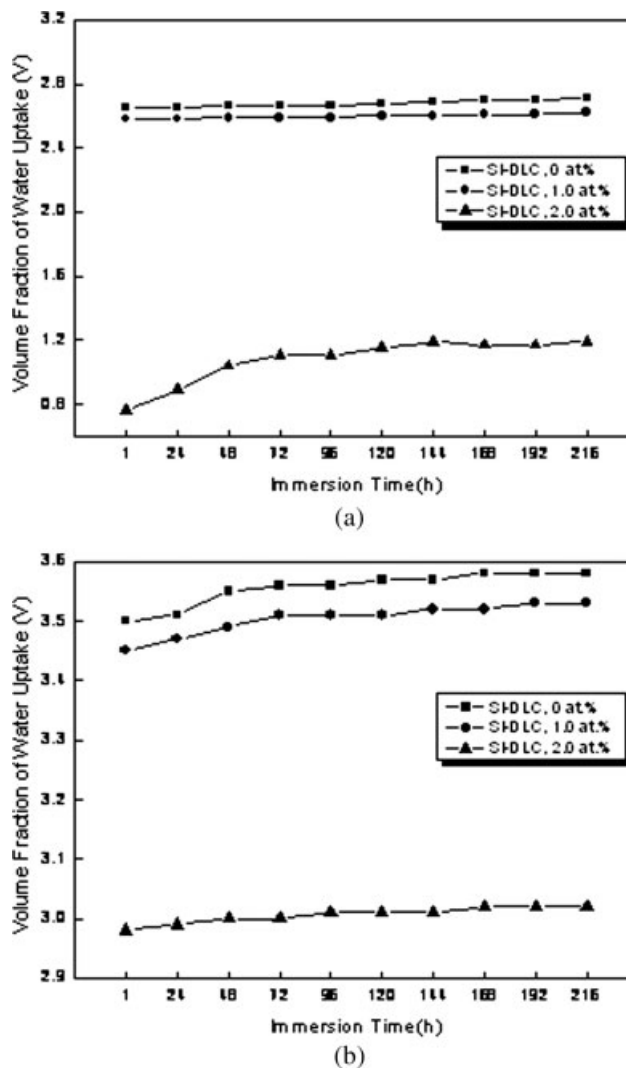 3.2
2.8
2.4
2.0
1.6
1.2
0.8
Volume Fraction of Water Uptake (V)
SI-DLC, 0 at.%
SI-DLC, 1.0 at.%
SI-DLC, 2.0 at.%
1 24 48 72 96 120 144 168 192 216
Immersion Time(h)
(a)
3.6
3.5
3.4
3.3
3.2
3.1
3.0
2.9
Volume Fraction of Water Uptake (V)
SI-DLC, 0 at.%
SI-DLC, 1.0 at.%
SI-DLC, 2.0 at.%
1 24 48 72 96 120 144 168 192 216
Immersion Time(h)
(b)